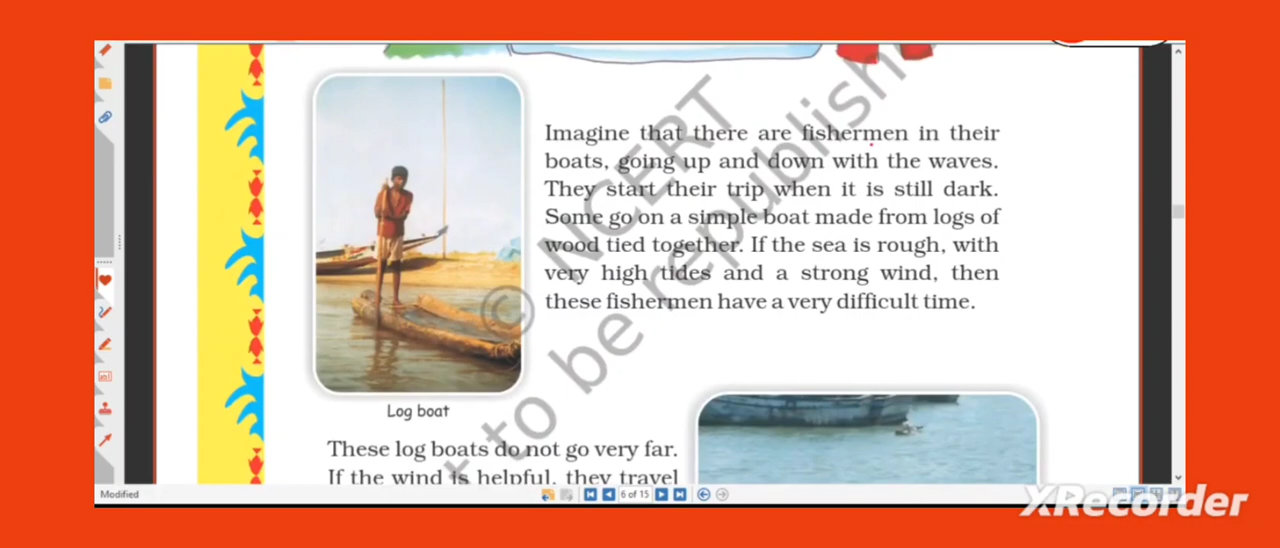 Imagine that there are fishermen in their
boats, going up and down with the waves.
They start their trip when it is still dark.
Some go on a simple boat made from logs of
wood tied together. If the sea is rough, with
very high tides and a strong wind, then
these fishermen have a very difficult time.
Log boat
These log boats do not go very far.
If the wind is helpful, they travel
© NCERT
to be republish
Modified
6 of 15
XRecorder